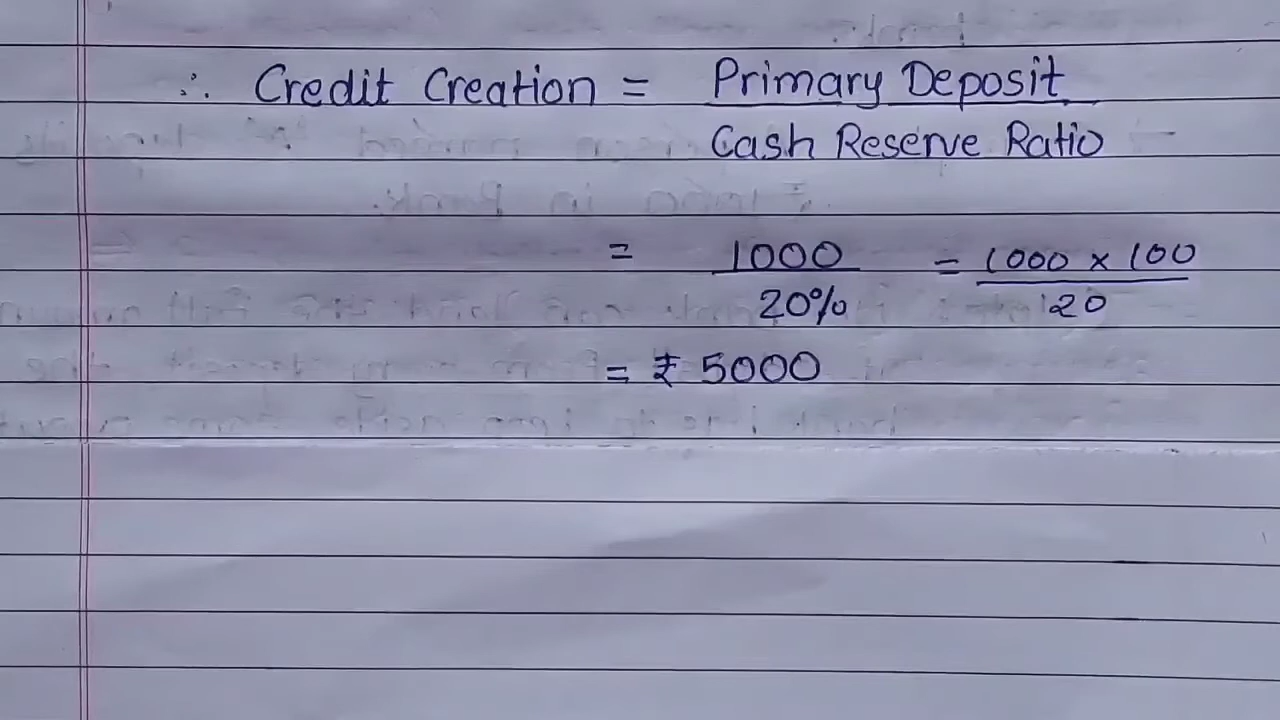 ∴ Credit Creation = Primary Deposit
Cash Reserve Ratio
= 1000 = 1000 × 100
20% 20
= ₹ 5000